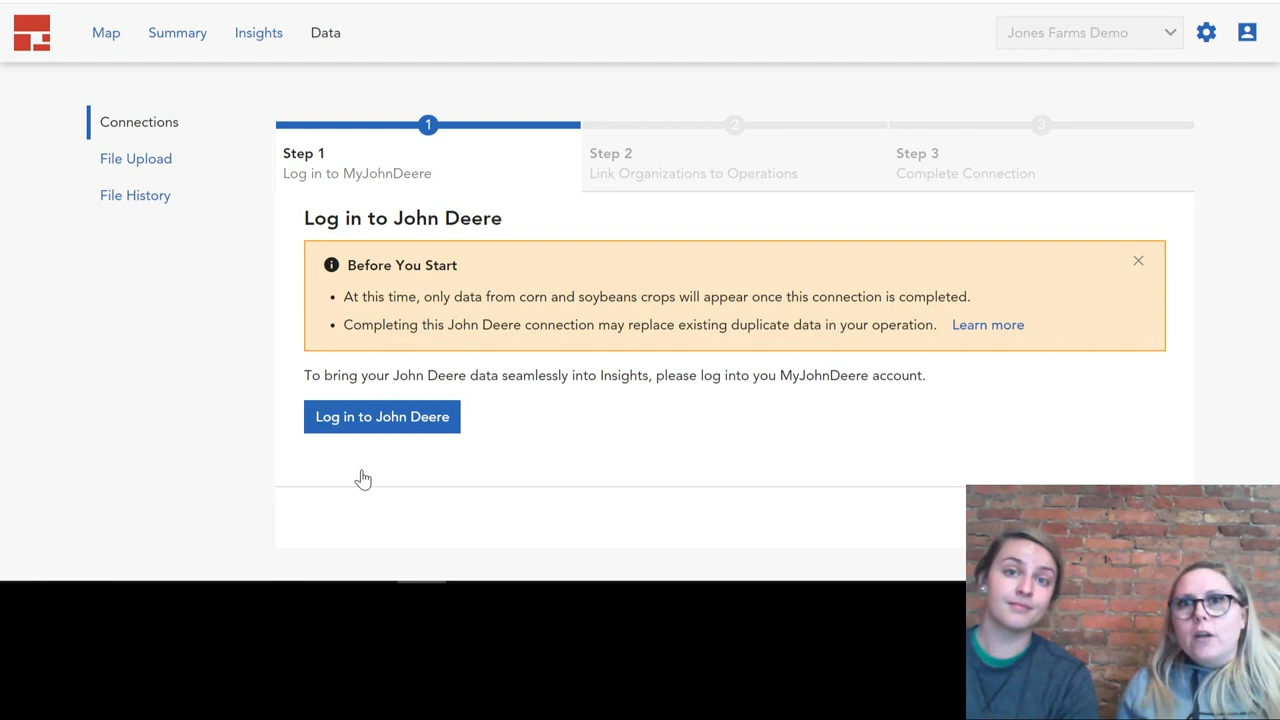 Map Summary Insights Data Jones Farms Demo
Connections
File Upload
File History
1 2 3
Step 1
Log in to MyJohnDeere
Step 2
Link Organizations to Operations
Step 3
Complete Connection
Log in to John Deere
Before You Start
• At this time, only data from corn and soybeans crops will appear once this connection is completed.
• Completing this John Deere connection may replace existing duplicate data in your operation. Learn more
To bring your John Deere data seamlessly into Insights, please log into you MyJohnDeere account.
Log in to John Deere